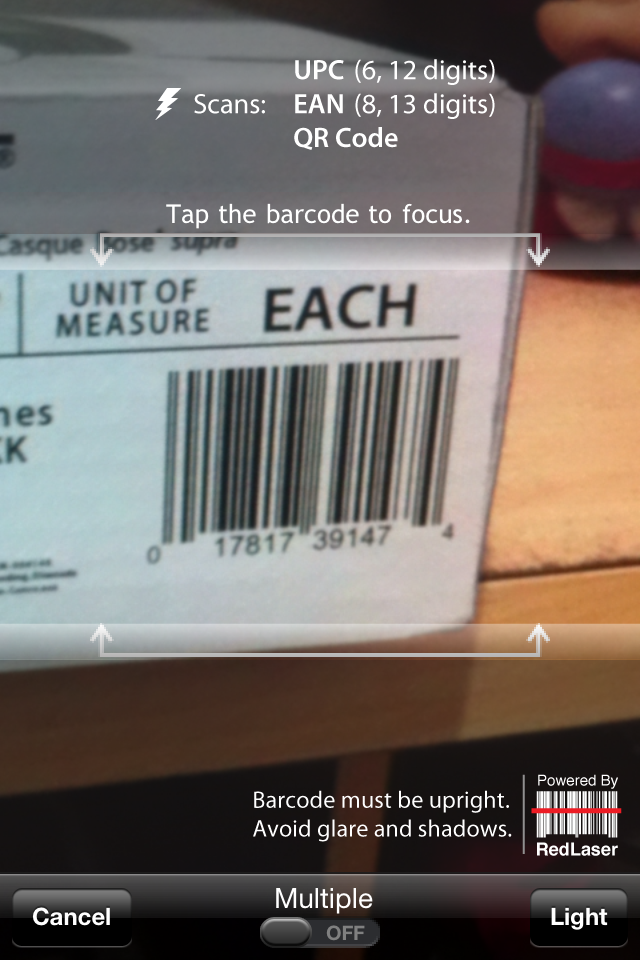 UPC (6, 12 digits)
Scans: EAN (8, 13 digits)
QR Code
®
Tap the barcode to focus.
Casque posé supra
UNIT OF
MEASURE
EACH
0 17817 39147 4
Barcode must be upright.
Avoid glare and shadows.
Powered By
RedLaser
Multiple
Cancel
OFF
Light